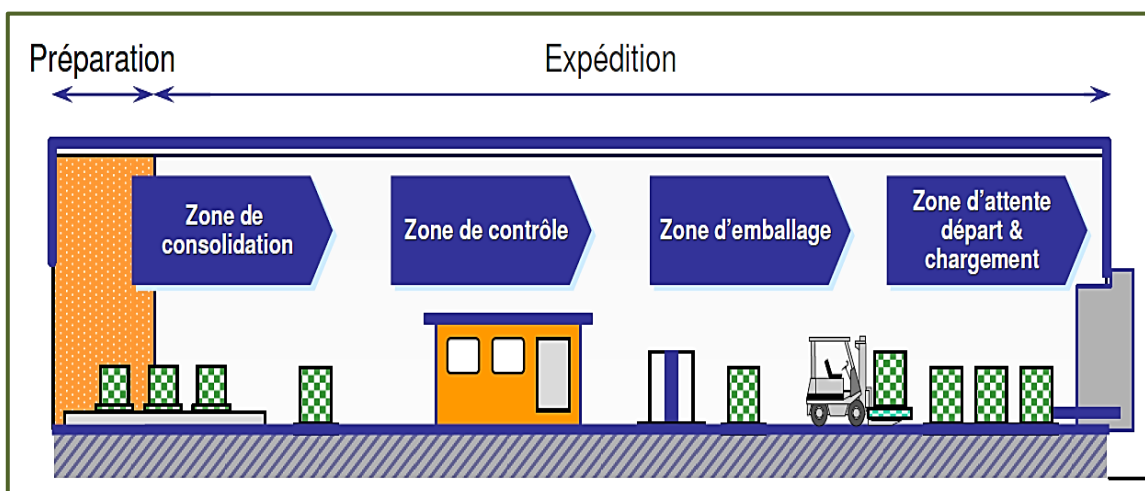 Préparation
Expédition
Zone de
consolidation
Zone de contrôle
Zone d'emballage
Zone d'attente
départ &
chargement